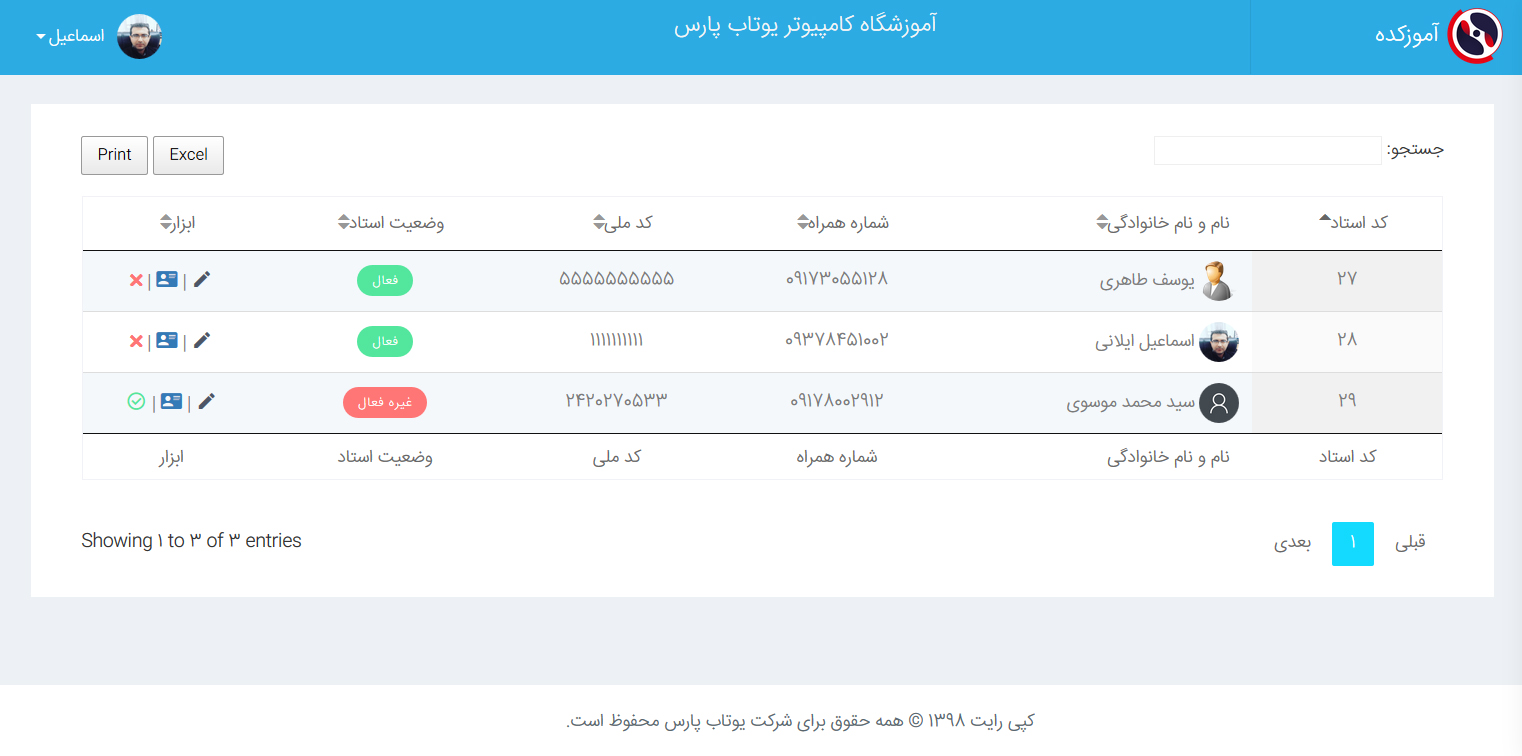 آموزکده
آموزشگاه کامپیوتر یوتاب پارس
اسماعیل
جستجو:
Excel Print
کد استاد نام و نام خانوادگی شماره همراه کد ملی وضعیت استاد ابزار
۲۷ یوسف طاهری ۰۹۱۷۳۰۵۵۱۲۸ ۵۵۵۵۵۵۵۵۵۵ فعال | |
۲۸ اسماعیل ایلانی ۰۹۳۷۸۴۵۱۰۰۲ ۱۱۱۱۱۱۱۱۱۱ فعال | |
۲۹ سید محمد موسوی ۰۹۱۷۸۰۰۲۹۱۲ ۲۴۲۰۲۷۰۵۳۳ غیره فعال | |
کد استاد نام و نام خانوادگی شماره همراه کد ملی وضعیت استاد ابزار
قبلی ۱ بعدی
Showing ۱ to ۳ of ۳ entries
کپی رایت ۱۳۹۸ © همه حقوق برای شرکت یوتاب پارس محفوظ است.